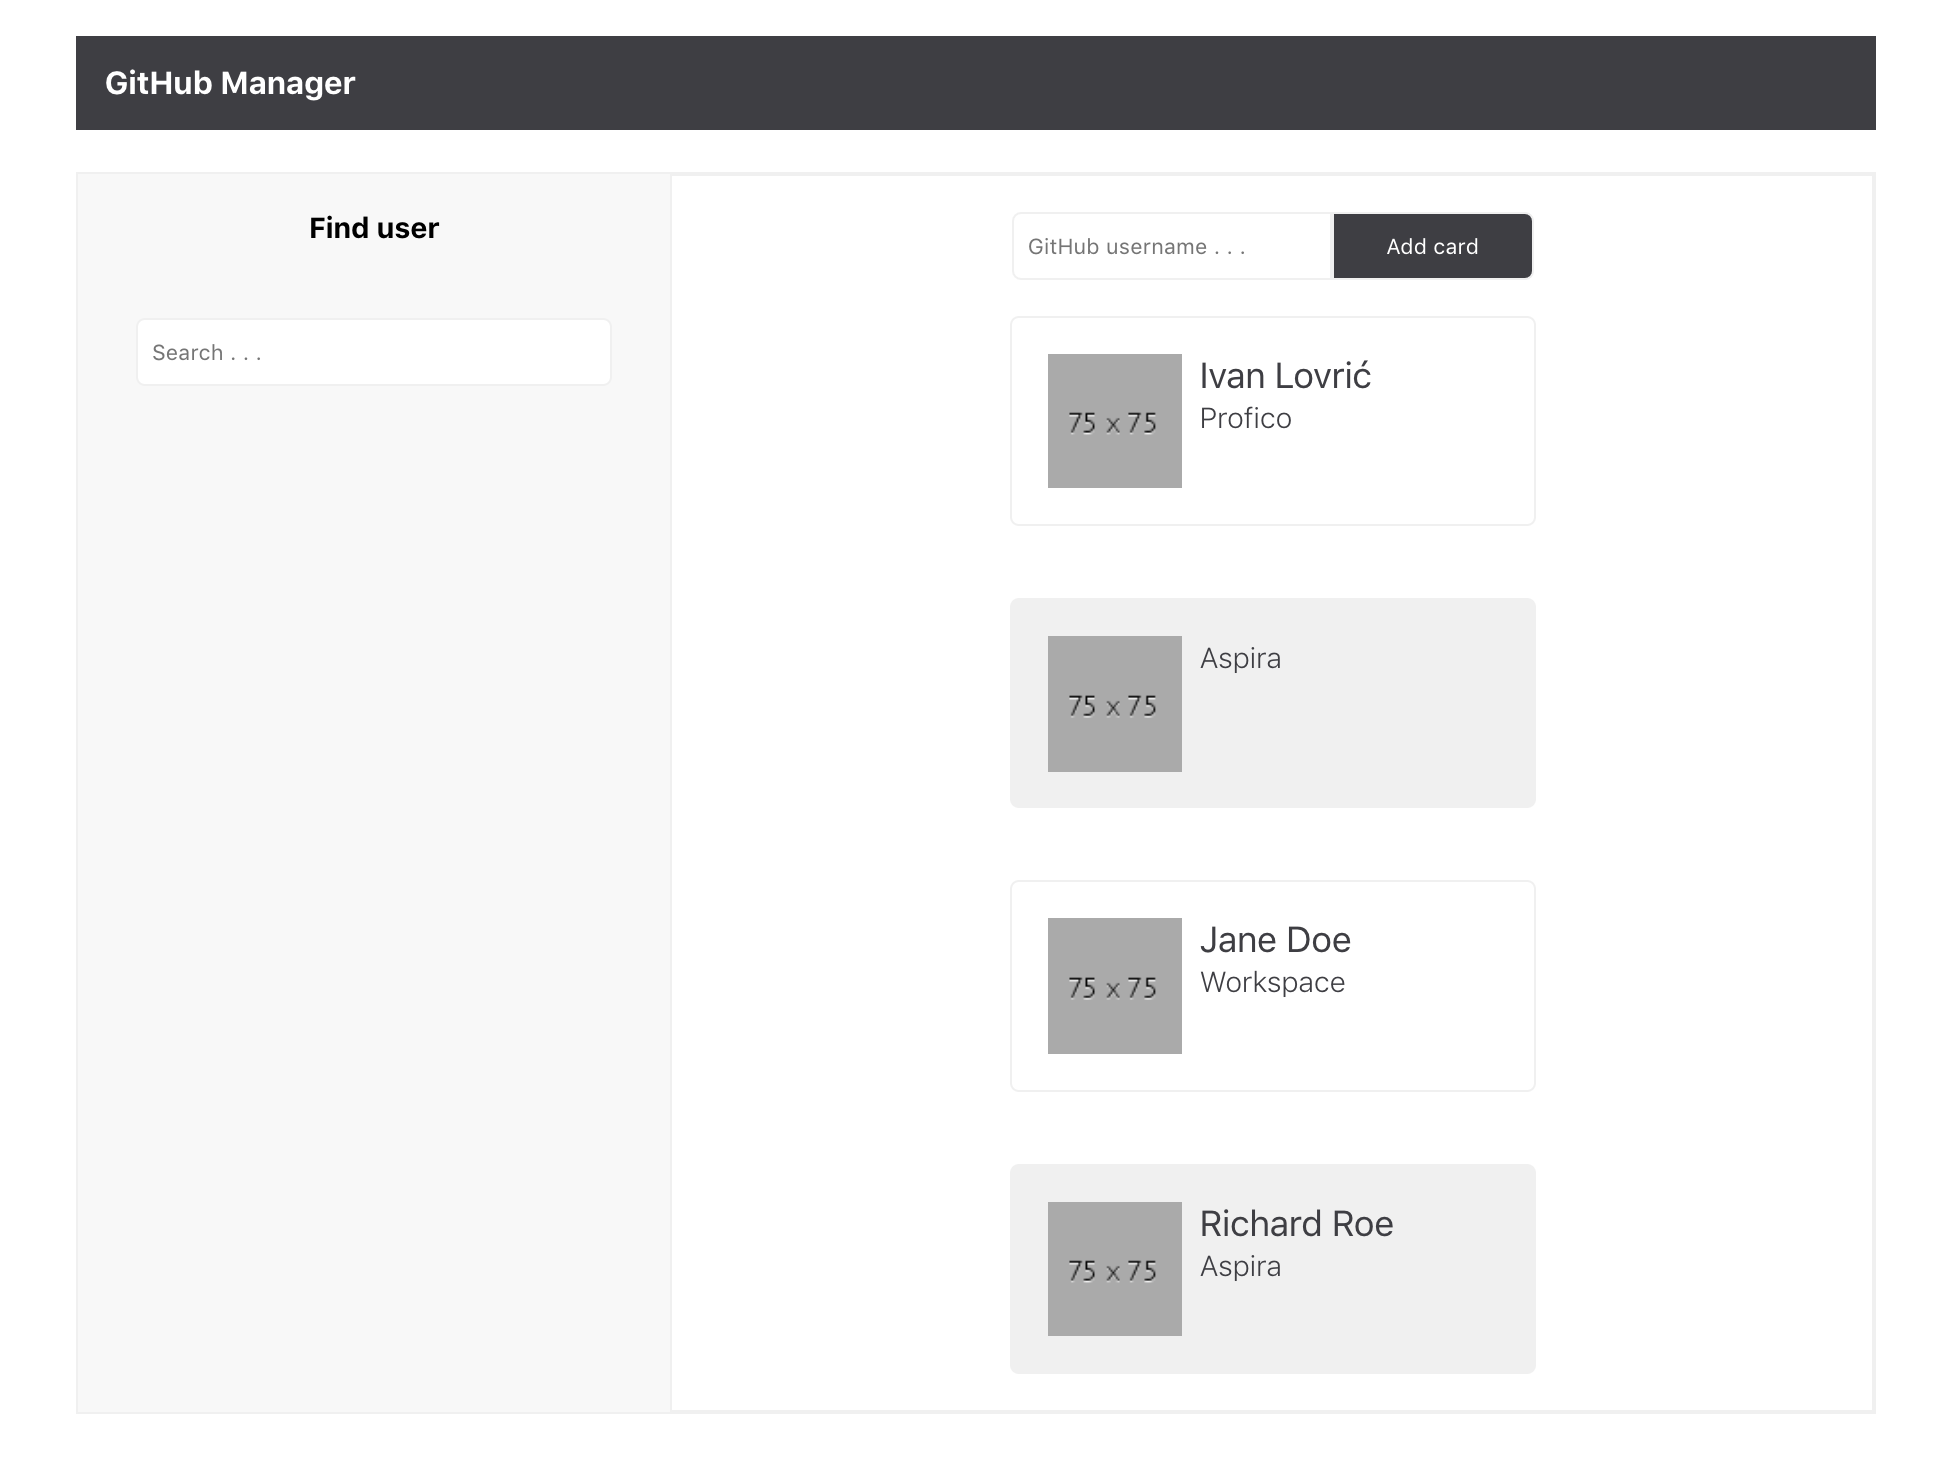 GitHub Manager
Find user
Search . . .
GitHub username . . .
Add card
75 x 75
Ivan Lovrić
Profico
75 x 75
Aspira
75 x 75
Jane Doe
Workspace
75 x 75
Richard Roe
Aspira